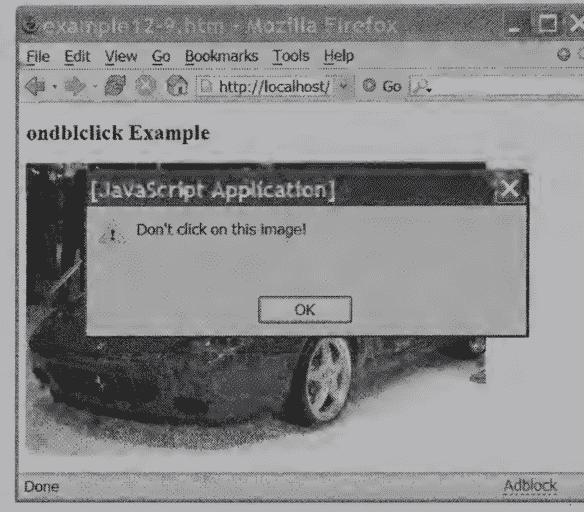 example12-9.htm - Mozilla Firefox
File Edit View Go Bookmarks Tools Help
http://localhost/ Go
ondblclick Example
[JavaScript Application]
Don't click on this image!
OK
Done Adblock